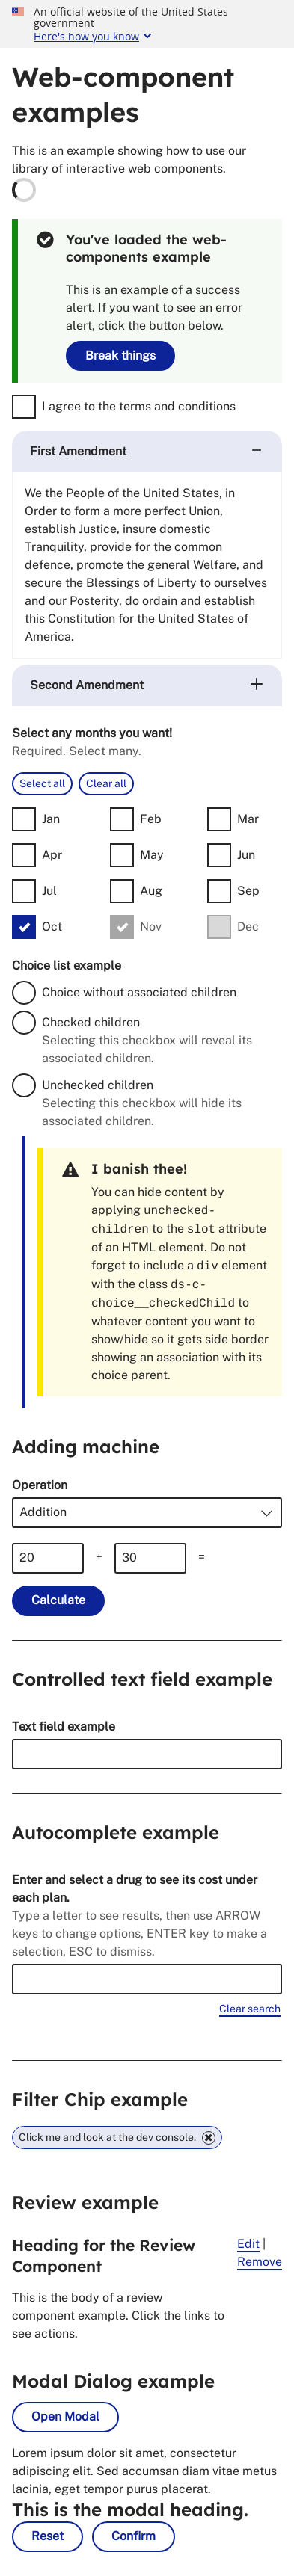 An official website of the United States
government
Here's how you know
Web-component
examples
This is an example showing how to use our
library of interactive web components.
You've loaded the web-
components example
This is an example of a success
alert. If you want to see an error
alert, click the button below.
Break things
I agree to the terms and conditions
First Amendment
We the People of the United States, in
Order to form a more perfect Union,
establish Justice, insure domestic
Tranquility, provide for the common
defence, promote the general Welfare, and
secure the Blessings of Liberty to ourselves
and our Posterity, do ordain and establish
this Constitution for the United States of
America.
Second Amendment
Select any months you want!
Required. Select many.
Select all Clear all
Jan Feb Mar
Apr May Jun
Jul Aug Sep
Oct Nov Dec
Choice list example
Choice without associated children
Checked children
Selecting this checkbox will reveal its
associated children.
Unchecked children
Selecting this checkbox will hide its
associated children.
I banish thee!
You can hide content by
applying unchecked-
children to the slot attribute
of an HTML element. Do not
forget to include a div element
with the class ds-c-
choice__checkedChild to
whatever content you want to
show/hide so it gets side border
showing an association with its
choice parent.
Adding machine
Operation
Addition
20 + 30 =
Calculate
Controlled text field example
Text field example
Autocomplete example
Enter and select a drug to see its cost under
each plan.
Type a letter to see results, then use ARROW
keys to change options, ENTER key to make a
selection, ESC to dismiss.
Clear search
Filter Chip example
Click me and look at the dev console.
Review example
Heading for the Review
Component
Edit |
Remove
This is the body of a review
component example. Click the links to
see actions.
Modal Dialog example
Open Modal
Lorem ipsum dolor sit amet, consectetur
adipiscing elit. Sed accumsan diam vitae metus
lacinia, eget tempor purus placerat.
This is the modal heading.
Reset Confirm